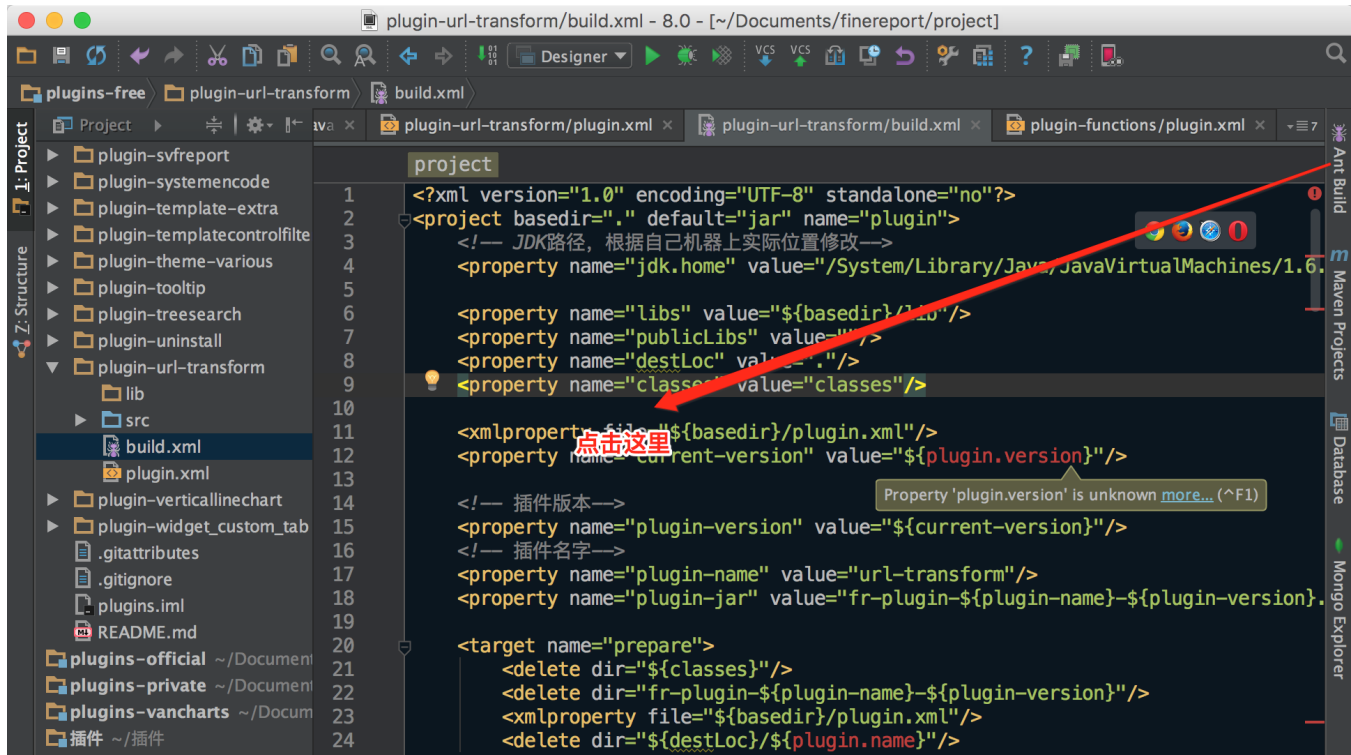 plugin-url-transform/build.xml - 8.0 - [~/Documents/finereport/project]
Designer
VCS
VCS
plugins-free
plugin-url-transform
build.xml
Project
ava
plugin-url-transform/plugin.xml
plugin-url-transform/build.xml
plugin-functions/plugin.xml
7
1: Project
Z: Structure
plugin-svfreport
plugin-systemencode
plugin-template-extra
plugin-templatecontrolfilte
plugin-theme-various
plugin-tooltip
plugin-treesearch
plugin-uninstall
plugin-url-transform
lib
src
build.xml
plugin.xml
plugin-verticallinechart
plugin-widget_custom_tab
.gitattributes
.gitignore
plugins.iml
README.md
plugins-official ~/Document
plugins-private ~/Document
plugins-vancharts ~/Docum
插件 ~/插件
project
1 <?xml version="1.0" encoding="UTF-8" standalone="no"?>
2 <project basedir="." default="jar" name="plugin">
3 <!-- JDK路径，根据自己机器上实际位置修改-->
4 <property name="jdk.home" value="/System/Library/Java/JavaVirtualMachines/1.6.
5
6 <property name="libs" value="${basedir}/lib"/>
7 <property name="publicLibs" value=""/>
8 <property name="destLoc" value="."/>
9 <property name="classes" value="classes"/>
10
11 <xmlproperty file="${basedir}/plugin.xml"/>
点击这里
12 <property name="current-version" value="${plugin.version}"/>
13
Property 'plugin.version' is unknown more... (^F1)
14 <!-- 插件版本-->
15 <property name="plugin-version" value="${current-version}"/>
16 <!-- 插件名字-->
17 <property name="plugin-name" value="url-transform"/>
18 <property name="plugin-jar" value="fr-plugin-${plugin-name}-${plugin-version}.
19
20 <target name="prepare">
21 <delete dir="${classes}"/>
22 <delete dir="fr-plugin-${plugin-name}-${plugin-version}"/>
23 <xmlproperty file="${basedir}/plugin.xml"/>
24 <delete dir="${destLoc}/${plugin.name}"/>
Ant Build
Maven Projects
Database
Mongo Explorer